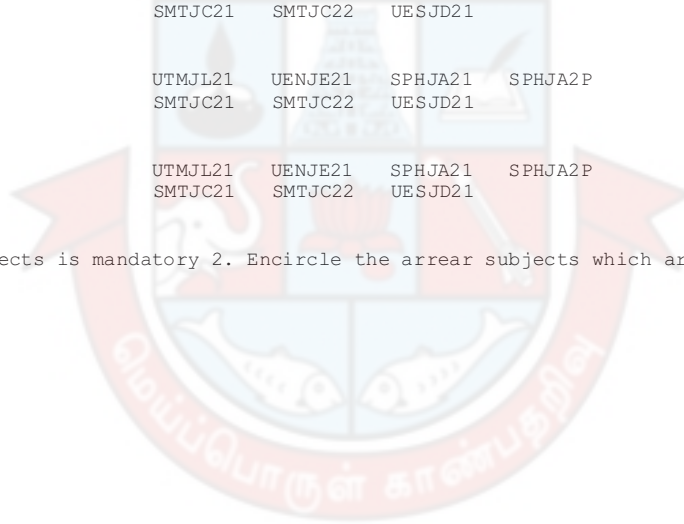 SMTJC21 SMTJC22 UESJD21
UTMJL21 UENJE21 SPHJA21 SPHJA2P
SMTJC21 SMTJC22 UESJD21
UTMJL21 UENJE21 SPHJA21 SPHJA2P
SMTJC21 SMTJC22 UESJD21
ects is mandatory 2. Encircle the arrear subjects which ar
மெய்ப்பொருள் காண்பதறிவு